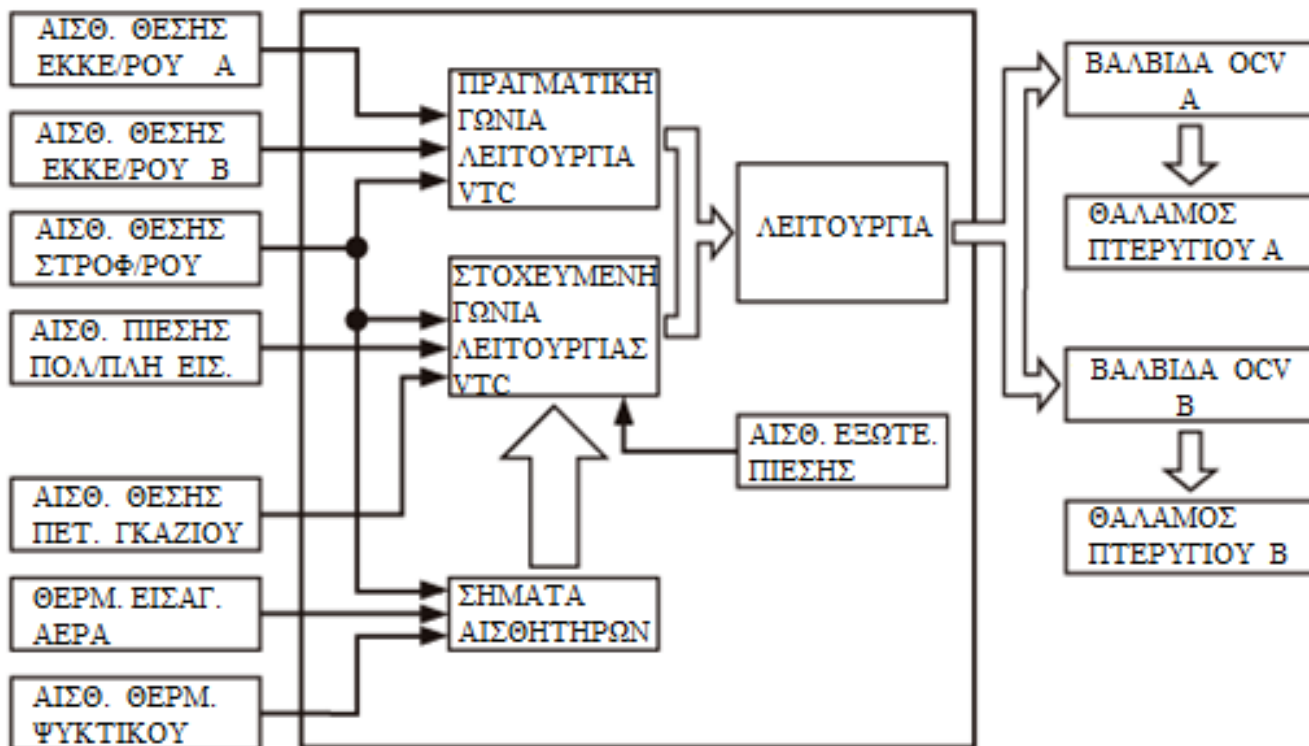 ΑΙΣΘ. ΘΕΣΗΣ
ΕΚΚΕ/ΡΟΥ Α
ΑΙΣΘ. ΘΕΣΗΣ
ΕΚΚΕ/ΡΟΥ Β
ΑΙΣΘ. ΘΕΣΗΣ
ΣΤΡΟΦ/ΡΟΥ
ΑΙΣΘ. ΠΙΕΣΗΣ
ΠΟΛ/ΠΛΗ ΕΙΣ.
ΑΙΣΘ. ΘΕΣΗΣ
ΠΕΤ. ΓΚΑΖΙΟΥ
ΘΕΡΜ. ΕΙΣΑΓ.
ΑΕΡΑ
ΑΙΣΘ. ΘΕΡΜ.
ΨΥΚΤΙΚΟΥ
ΠΡΑΓΜΑΤΙΚΗ
ΓΩΝΙΑ
ΛΕΙΤΟΥΡΓΙΑ
VTC
ΣΤΟΧΕΥΜΕΝΗ
ΓΩΝΙΑ
ΛΕΙΤΟΥΡΓΙΑΣ
VTC
ΣΗΜΑΤΑ
ΑΙΣΘΗΤΗΡΩΝ
ΛΕΙΤΟΥΡΓΙΑ
ΑΙΣΘ. ΕΞΩΤΕ.
ΠΙΕΣΗΣ
ΒΑΛΒΙΔΑ OCV
Α
ΘΑΛΑΜΟΣ
ΠΤΕΡΥΓΙΟΥ Α
ΒΑΛΒΙΔΑ OCV
Β
ΘΑΛΑΜΟΣ
ΠΤΕΡΥΓΙΟΥ Β